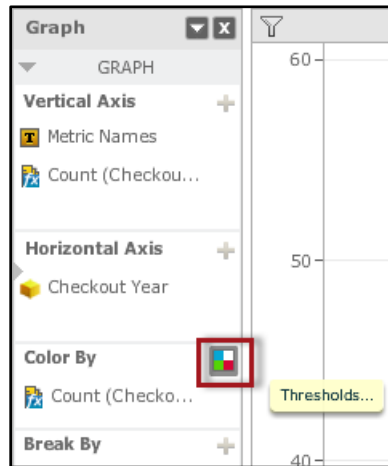 Graph
GRAPH
Vertical Axis
Metric Names
Count (Checkou...
Horizontal Axis
Checkout Year
Color By
Count (Checko...
Break By
60
50
40
Thresholds...